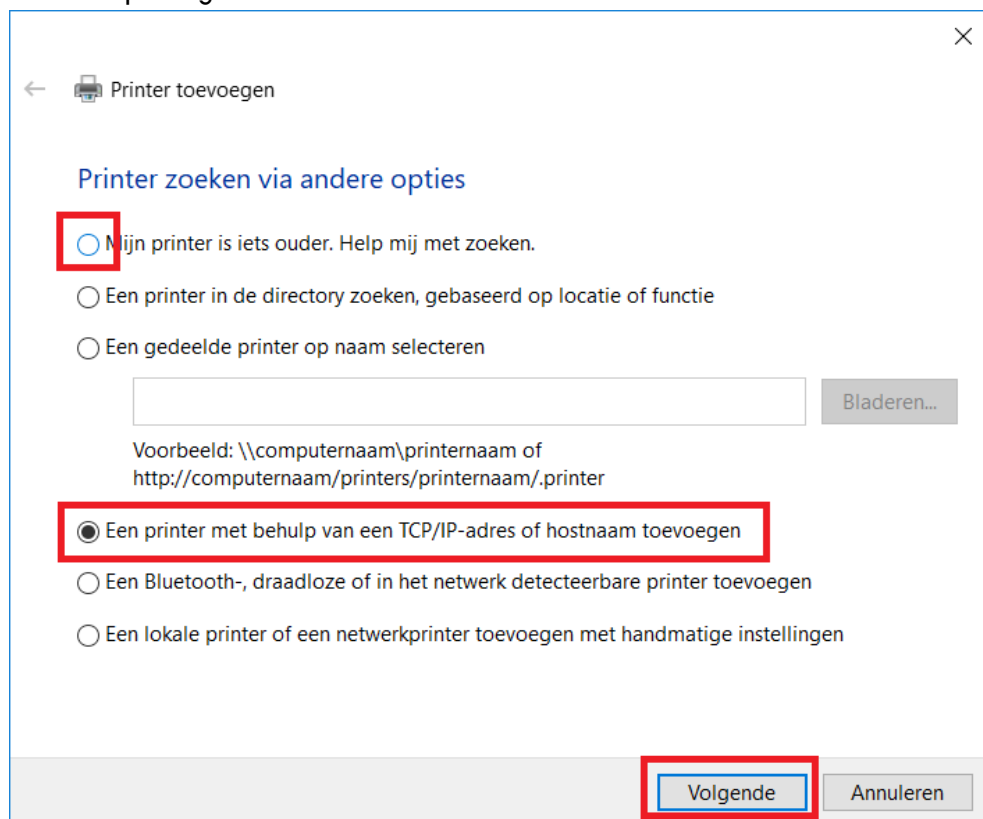 Printer toevoegen
Printer zoeken via andere opties
Mijn printer is iets ouder. Help mij met zoeken.
Een printer in de directory zoeken, gebaseerd op locatie of functie
Een gedeelde printer op naam selecteren
Bladeren...
Voorbeeld: \\computernaam\printernaam of
http://computernaam/printers/printernaam/.printer
Een printer met behulp van een TCP/IP-adres of hostnaam toevoegen
Een Bluetooth-, draadloze of in het netwerk detecteerbare printer toevoegen
Een lokale printer of een netwerkprinter toevoegen met handmatige instellingen
Volgende
Annuleren